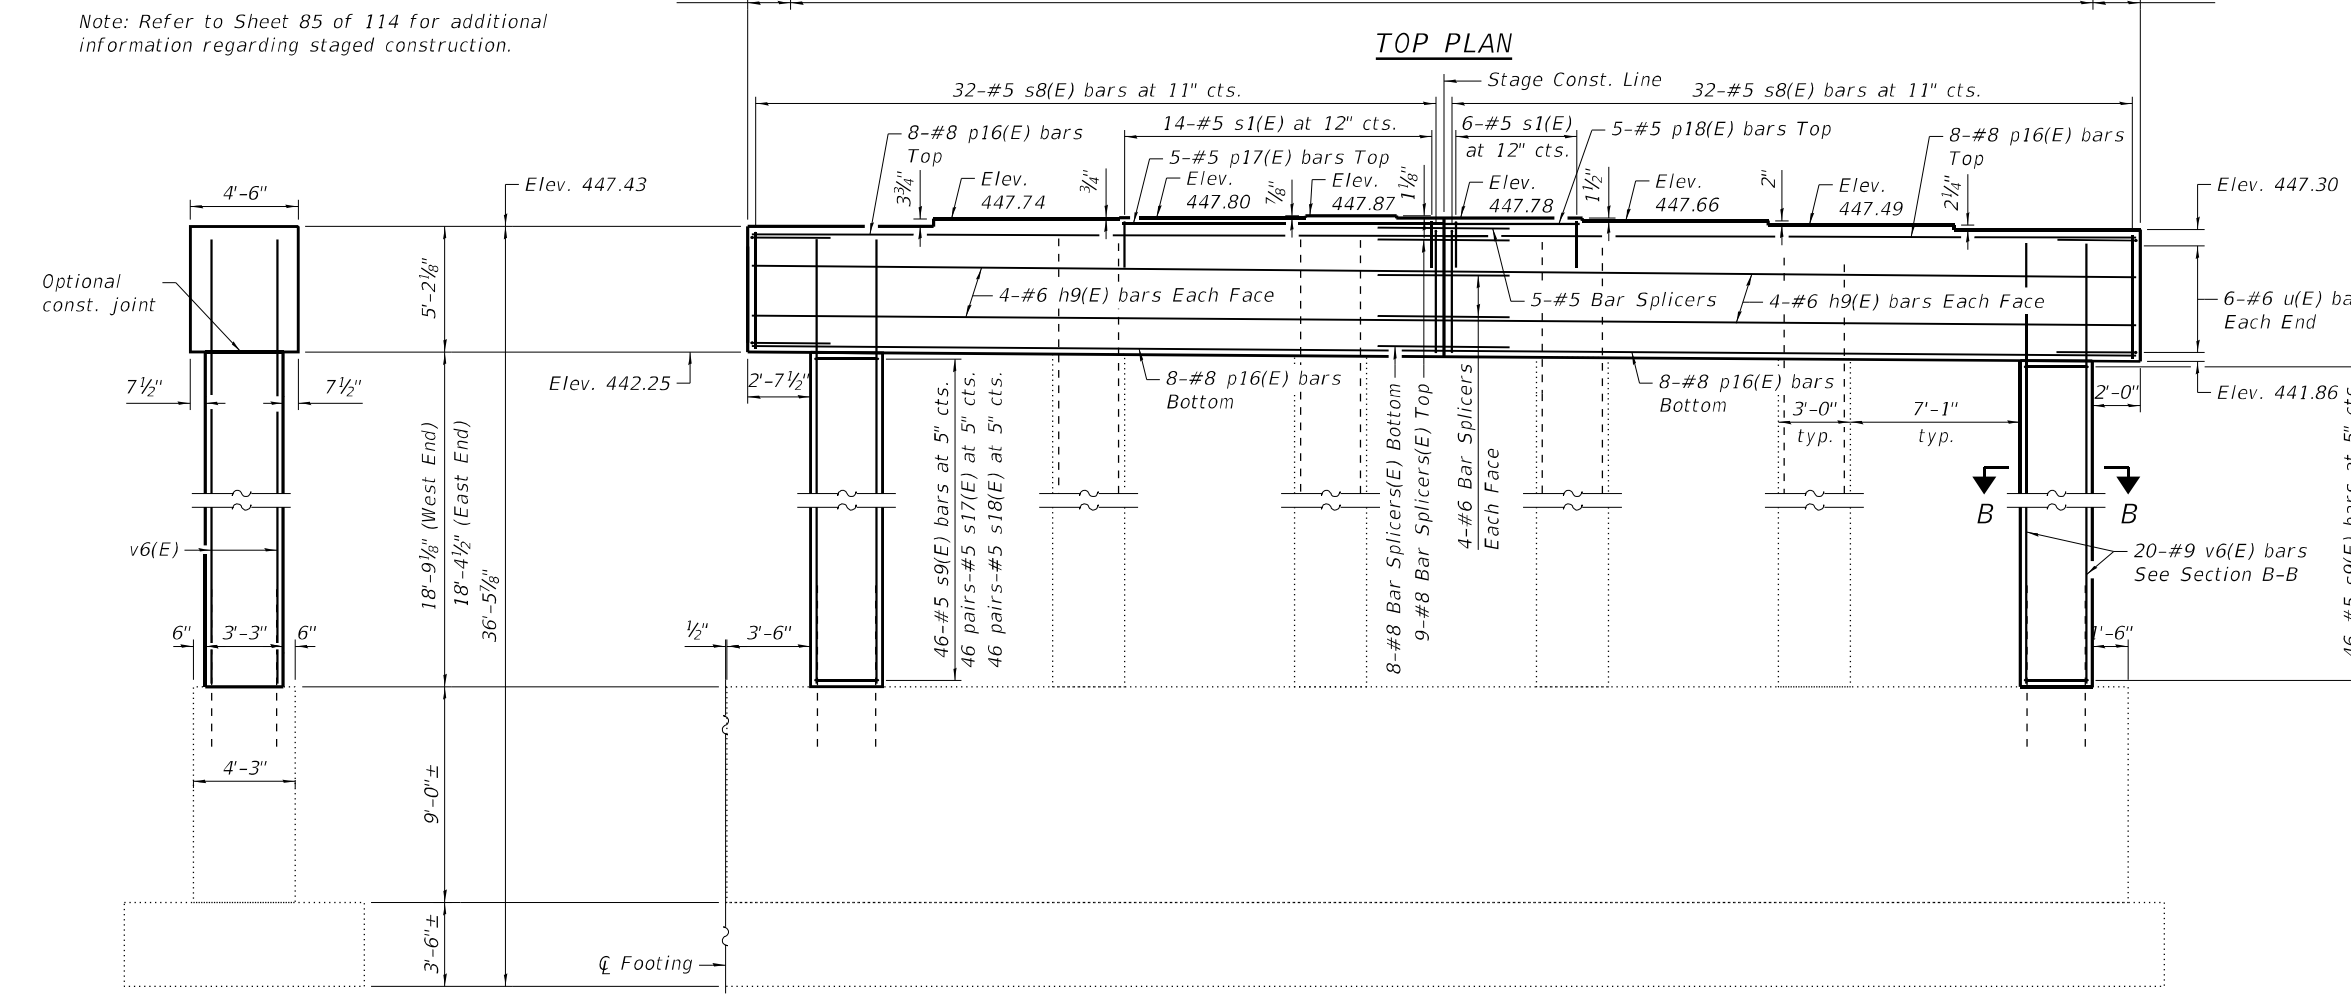 Note: Refer to Sheet 85 of 114 for additional
information regarding staged construction.
TOP PLAN
Stage Const. Line
32-#5 s8(E) bars at 11" cts.
32-#5 s8(E) bars at 11" cts.
8-#8 p16(E) bars
Top
14-#5 s1(E) at 12" cts.
6-#5 s1(E)
at 12" cts.
5-#5 p18(E) bars Top
8-#8 p16(E) bars
Top
5-#5 p17(E) bars Top
4'-6"
Elev. 447.43
3¾"
Elev.
447.74
¾"
Elev.
447.80
⅞"
Elev.
447.87
1⅛"
Elev.
447.78
1½"
Elev.
447.66
2"
Elev.
447.49
2¼"
Elev. 447.30
Optional
const. joint
5'-2⅛"
4-#6 h9(E) bars Each Face
5-#5 Bar Splicers
4-#6 h9(E) bars Each Face
6-#6 u(E) ba
Each End
7½"
7½"
Elev. 442.25
2'-7½"
8-#8 p16(E) bars
Bottom
8-#8 p16(E) bars
Bottom
Elev. 441.86
2'-0"
3'-0"
typ.
7'-1"
typ.
18'-9⅛" (West End)
18'-4½" (East End)
36'-5⅞"
46-#5 s9(E) bars at 5" cts.
46 pairs-#5 s17(E) at 5" cts.
46 pairs-#5 s18(E) at 5" cts.
8-#8 Bar Splicers(E) Bottom
9-#8 Bar Splicers(E) Top
4-#6 Bar Splicers
Each Face
B
B
46-#5 s9(E) bars at 5" cts.
v6(E)
20-#9 v6(E) bars
See Section B-B
6"
3'-3"
6"
½"
3'-6"
1'-6"
4'-3"
9'-0"±
3'-6"±
℄ Footing